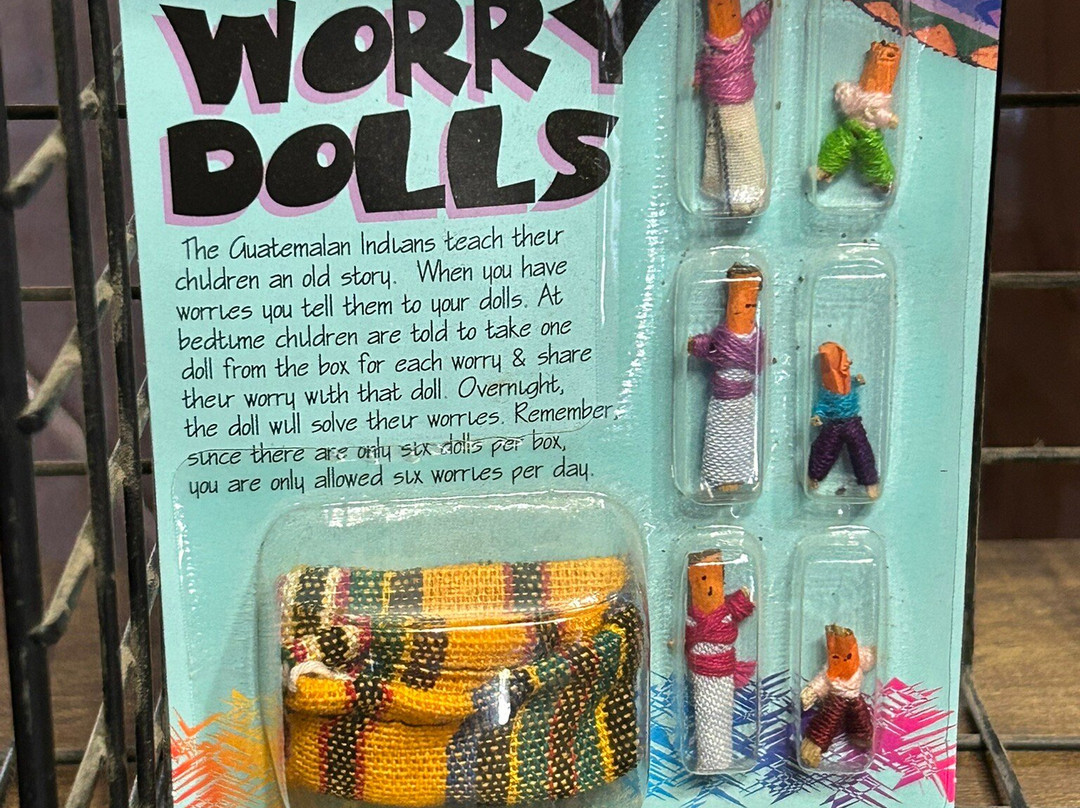 WORRY
DOLLS
The Guatemalan Indians teach their
children an old story. When you have
worries you tell them to your dolls. At
bedtime children are told to take one
doll from the box for each worry & share
their worry with that doll. Overnight,
the doll will solve their worries. Remember,
since there are only six dolls per box,
you are only allowed six worries per day.